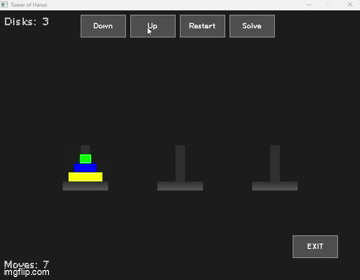 Tower of Hanoi
Disks: 3
Down
Up
Restart
Solve
EXIT
Moves: 7
imgflip.com